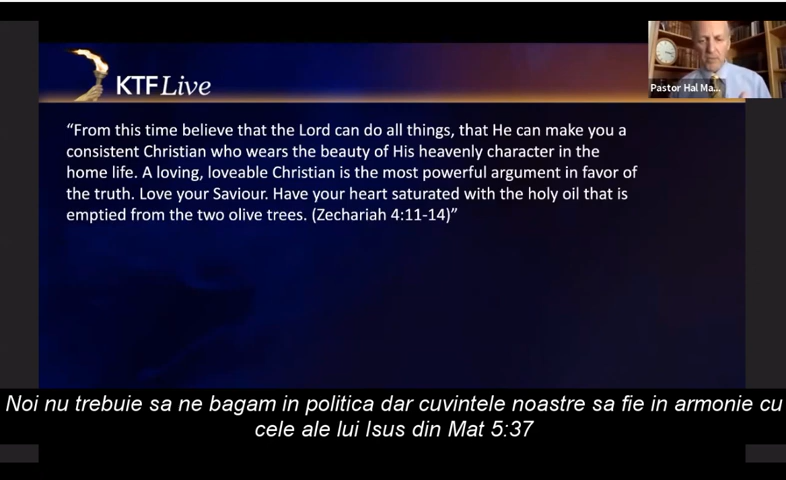 KTF Live
Pastor Hal Ma...
“From this time believe that the Lord can do all things, that He can make you a
consistent Christian who wears the beauty of His heavenly character in the
home life. A loving, loveable Christian is the most powerful argument in favor of
the truth. Love your Saviour. Have your heart saturated with the holy oil that is
emptied from the two olive trees. (Zechariah 4:11-14)”
Noi nu trebuie sa ne bagam in politica dar cuvintele noastre sa fie in armonie cu
cele ale lui Isus din Mat 5:37